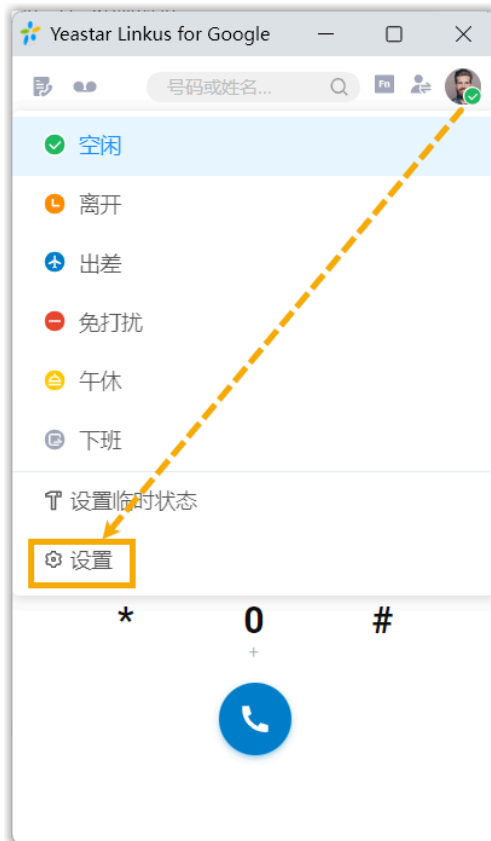 Yeastar Linkus for Google
号码或姓名...
Fn
空闲
离开
出差
免打扰
午休
下班
设置临时状态
设置
* 0 #
+